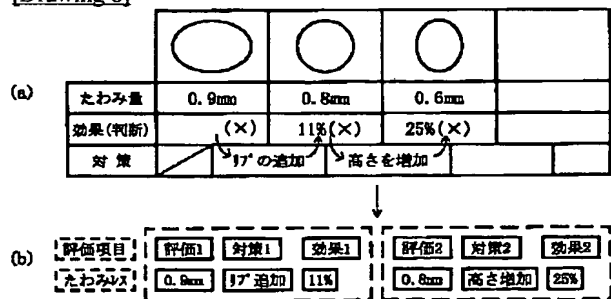 [Drawing 8]
(a)
たわみ量 0.9mm 0.8mm 0.6mm
効果(判断) (×) 11%(×) 25%(×)
対策 リブの追加 高さを増加
(b)
評価項目 評価1 対策1 効果1 評価2 対策2 効果2
たわみレス 0.9mm リブ追加 11% 0.8mm 高さ増加 25%